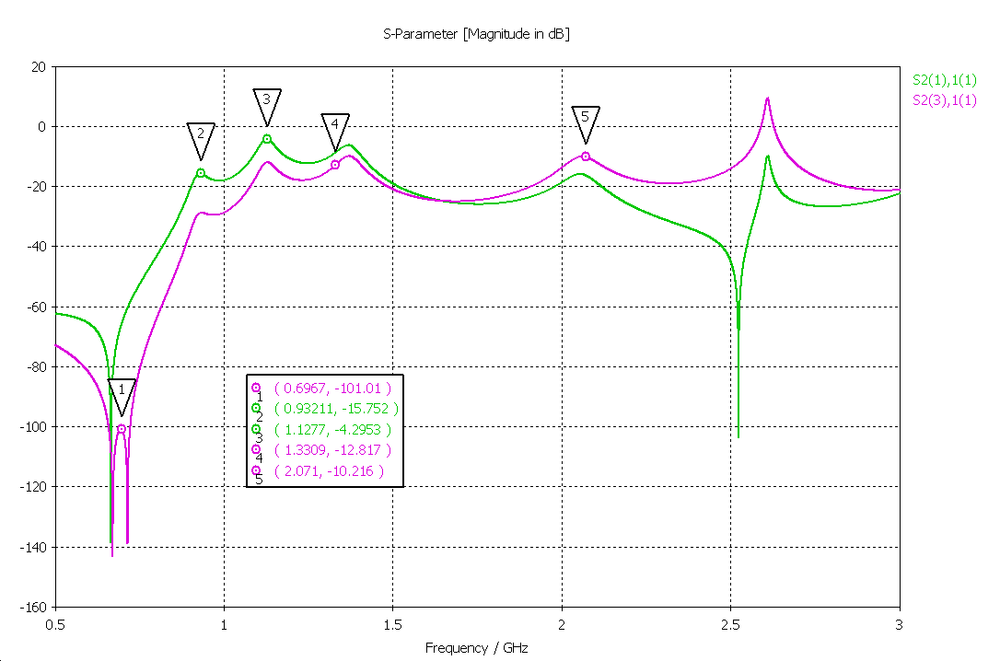 S-Parameter [Magnitude in dB]
20
0
-20
-40
-60
-80
-100
-120
-140
-160
0.5
1
1.5
2
2.5
3
Frequency / GHz
S2(1),1(1)
S2(3),1(1)
1
2
3
4
5
1 ( 0.6967, -101.01 )
2 ( 0.93211, -15.752 )
3 ( 1.1277, -4.2953 )
4 ( 1.3309, -12.817 )
5 ( 2.071, -10.216 )